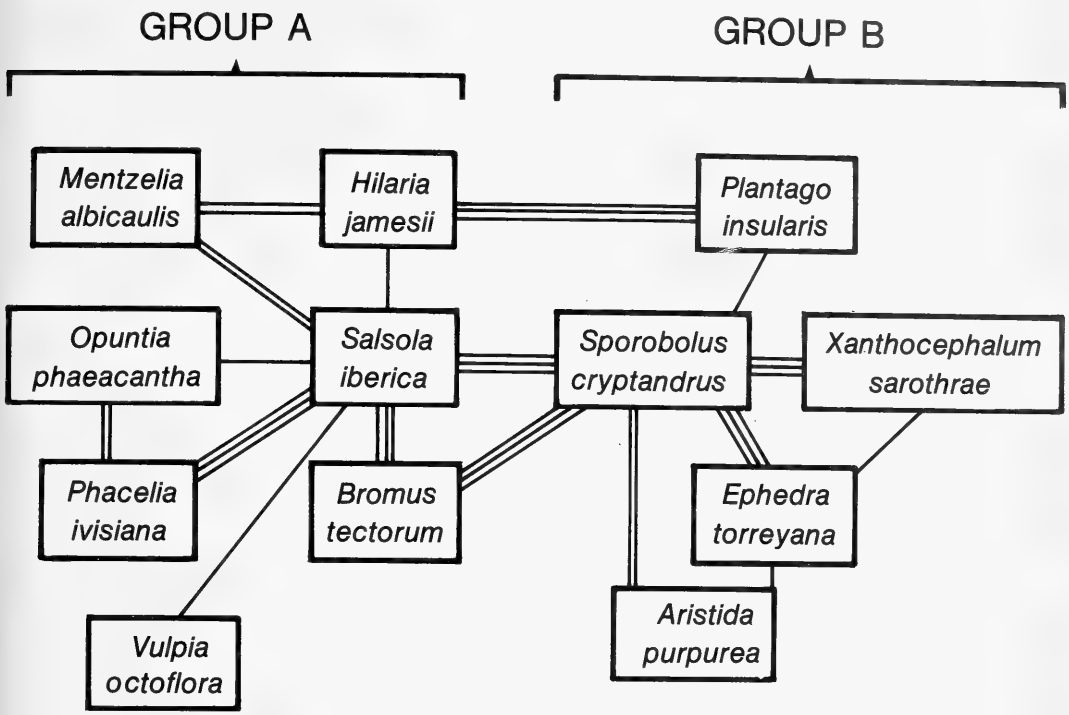 GROUP A
GROUP B
Mentzelia
albicaulis
Hilaria
jamesii
Plantago
insularis
Opuntia
phaeacantha
Salsola
iberica
Sporobolus
cryptandrus
Xanthocephalum
sarothrae
Phacelia
ivisiana
Bromus
tectorum
Ephedra
torreyana
Vulpia
octoflora
Aristida
purpurea